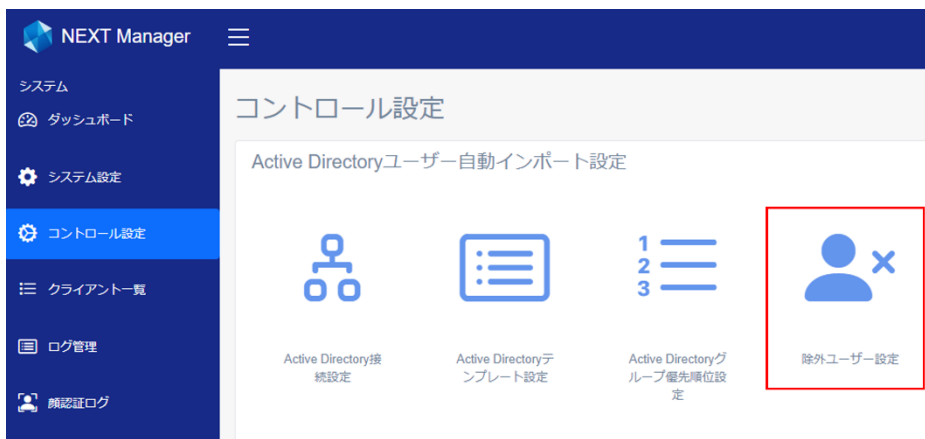 NEXT Manager
システム
ダッシュボード
システム設定
コントロール設定
クライアント一覧
ログ管理
顔認証ログ
コントロール設定
Active Directoryユーザー自動インポート設定
Active Directory接
続設定
Active Directoryテ
ンプレート設定
1
2
3
Active Directoryグ
ループ優先順位設
定
除外ユーザー設定